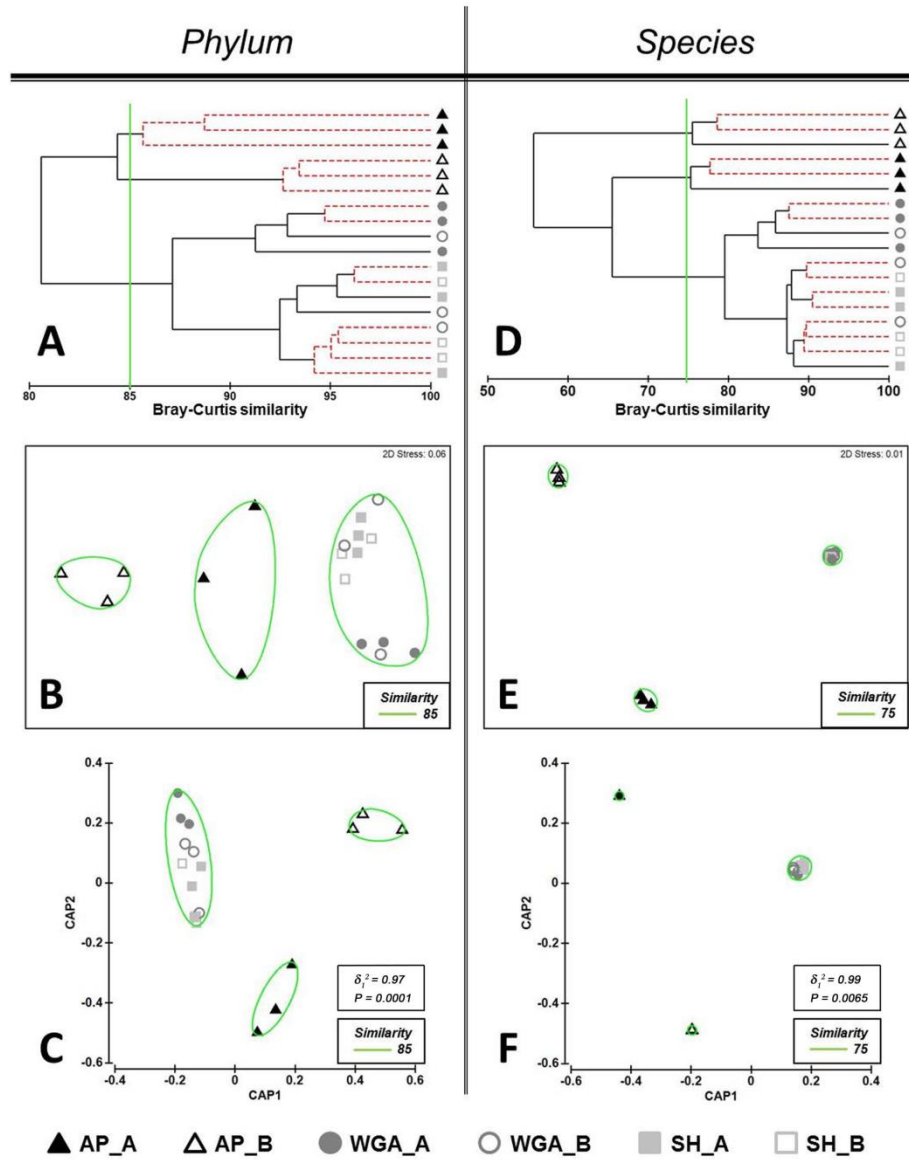 Phylum
Species
A
80 85 90 95 100
Bray-Curtis similarity
D
50 60 70 80 90 100
Bray-Curtis similarity
2D Stress: 0.06
B
Similarity
85
2D Stress: 0.01
E
Similarity
75
0.4
0.2
0
-0.2
-0.4
-0.6
CAP2
C
δ₁² = 0.97
P = 0.0001
Similarity
85
-0.4 -0.2 0 0.2 0.4 0.6
CAP1
0.4
0.2
0
-0.2
-0.4
-0.6
CAP2
F
δ₁² = 0.99
P = 0.0065
Similarity
75
-0.6 -0.4 -0.2 0 0.2 0.4
CAP1
AP_A AP_B WGA_A WGA_B SH_A SH_B